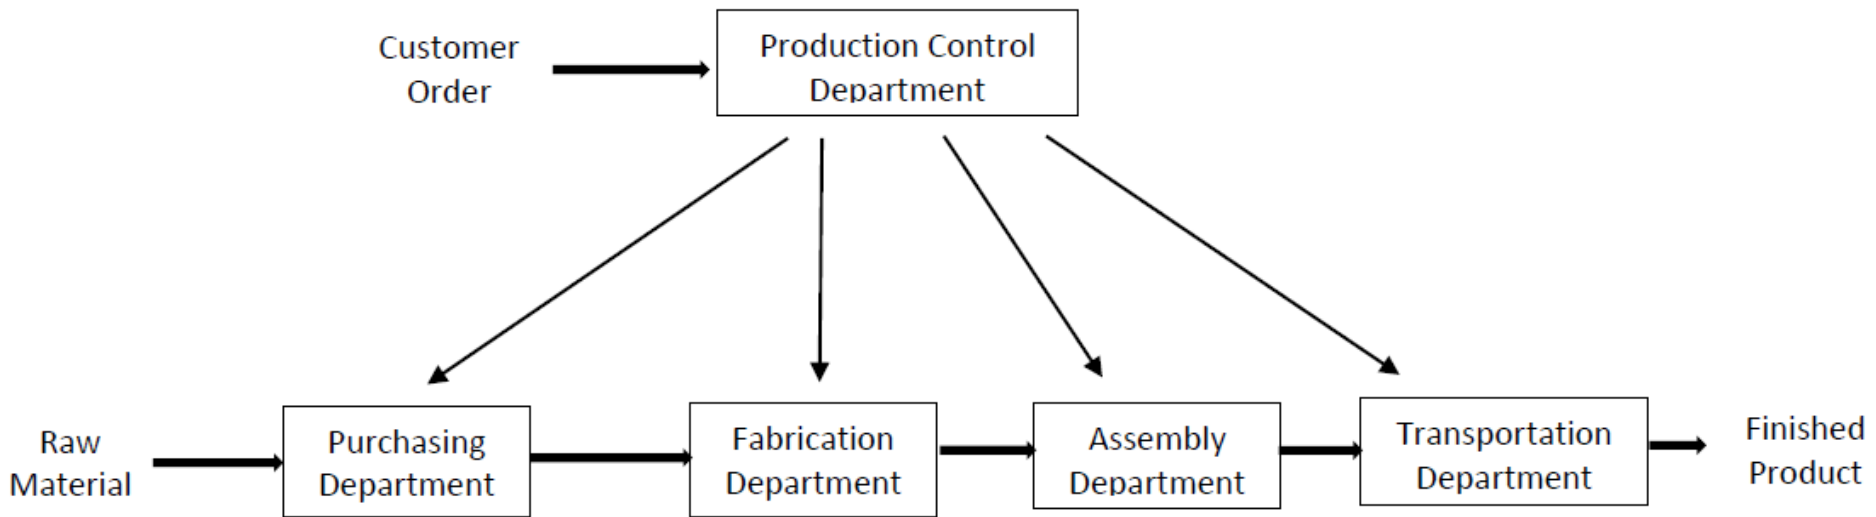 Customer
Order
Production Control
Department
Raw
Material
Purchasing
Department
Fabrication
Department
Assembly
Department
Transportation
Department
Finished
Product